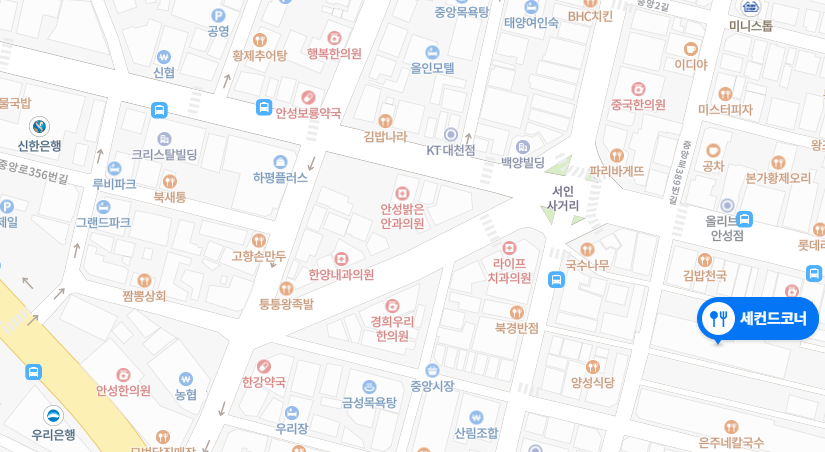 중앙2길
미니스톱
중앙목욕탕
태양여인숙
BHC치킨
공영
황제추어탕
행복한의원
올인모텔
이디야
신협
중국한의원
미스터피자
안성보룡약국
물국밥
신한은행
김밥나라
KT 대천점
크리스탈빌딩
백양빌딩
파리바게뜨
공차
본가황제오리
중앙로356번길
루비파크
하평플러스
북새통
서인
사거리
안성밝은
안과의원
그랜드파크
올리브
안성점
롯데리
제일
고향손만두
한양내과의원
라이프
치과의원
국수나무
김밥천국
짬뽕상회
통통왕족발
경희우리
한의원
북경반점
세컨드코너
한강약국
중앙시장
양성식당
안성한의원
농협
금성목욕탕
우리은행
우리장
산림조합
은주네칼국수